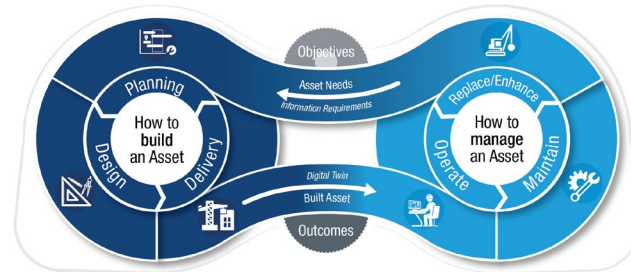 Objectives
Asset Needs
Information Requirements
Planning
Design
Delivery
How to
build
an Asset
Replace/Enhance
Operate
Maintain
How to
manage
an Asset
Digital Twin
Built Asset
Outcomes